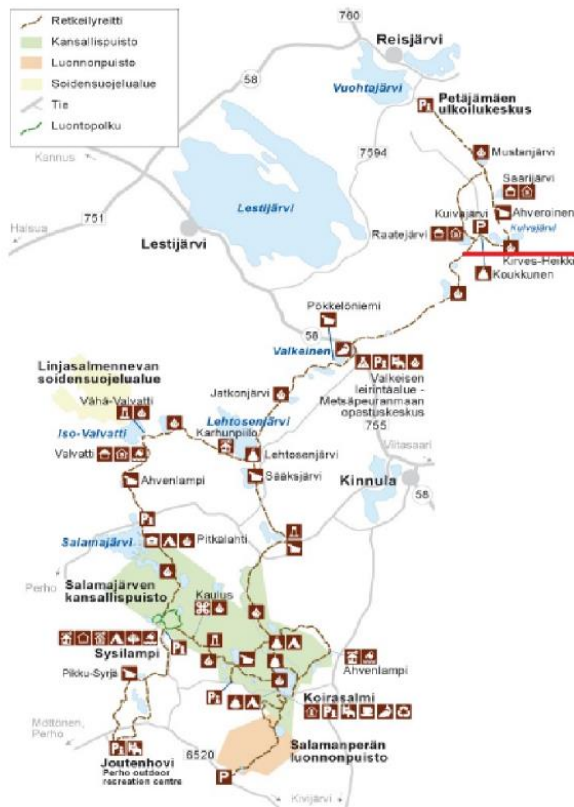 Retkeilyreitti
Kansallispuisto
Luonnonpuisto
Soidensuojelualue
Tie
Luontopolku
760
Reisjärvi
58
Vuohtajärvi
Petäjämäen
ulkoilukeskus
Kannus
7594
Mustanjärvi
Saarijärvi
751
Lestijärvi
Kuivajärvi
Ahveroinen
Halsua
Lestijärvi
Raatejärvi
Kuivajärvi
Kirves-Heikki
Koukkunen
Pökkelöniemi
58
Valkeinen
Linjasalmennevan
soidensuojelualue
Jatkonjärvi
Valkeisen
leirintäalue -
Metsäpeuranmaan
opastuskeskus
Vähä-Valvatti
Lehtosenjärvi
755
Iso-Valvatti
Karhunpiilo
Viitasaari
Valvatti
Lehtosenjärvi
Kinnula
Ahvenlampi
Sääksjärvi
58
Salamajärvi
Pitkälahti
Perho
Salamajärven
kansallispuisto
Kaulus
Sysilampi
Ahvenlampi
Pikku-Syrjä
Koirasalmi
Möttönen,
Perho
Salamanperän
luonnonpuisto
Joutenhovi
6520
Perho outdoor
recreation centre
Kivijärvi